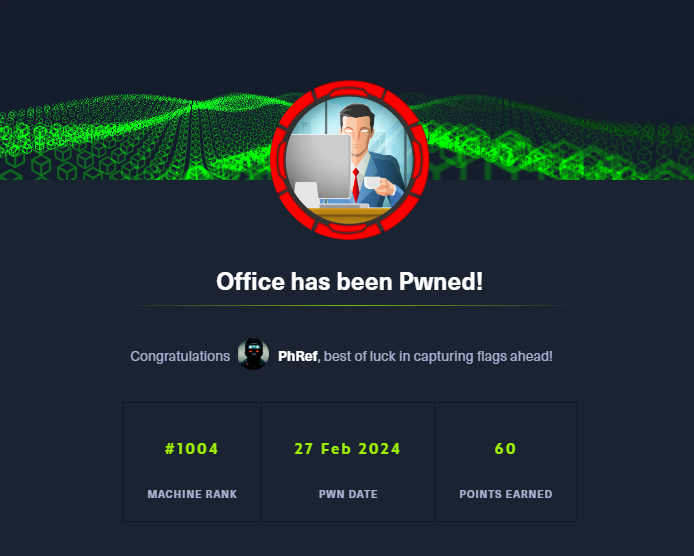 Office has been Pwned!
Congratulations PhRef, best of luck in capturing flags ahead!
#1004 27 Feb 2024 60
MACHINE RANK PWN DATE POINTS EARNED